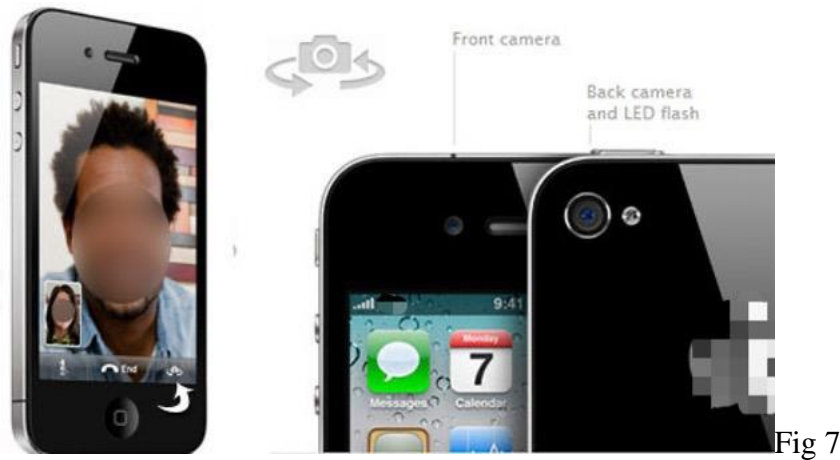 Front camera
Back camera
and LED flash
9:41
Monday
7
Messages
Calendar
End
Fig 7